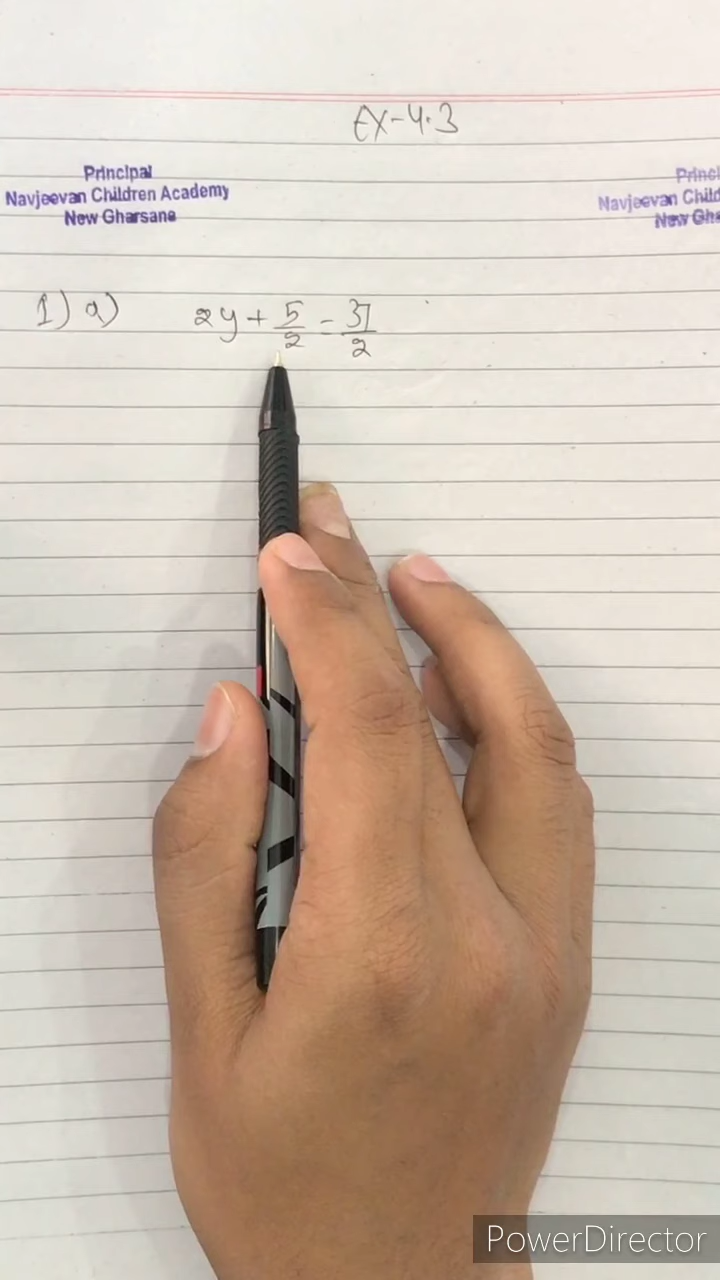 Ex-4.3
Principal
Navjeevan Children Academy
New Gharsane
Princi
Navjeevan Child
New Gha
1) a) 2y + 5/2 = 37/2
PowerDirector